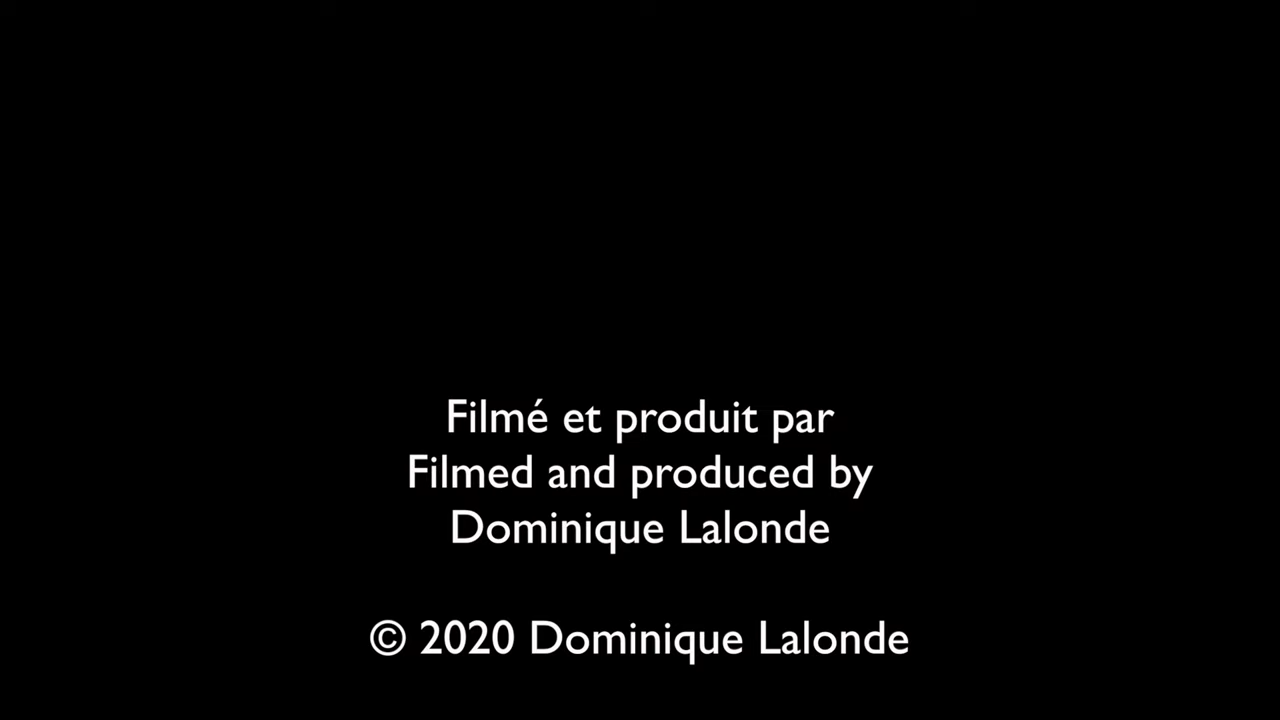 Filmé et produit par
Filmed and produced by
Dominique Lalonde
© 2020 Dominique Lalonde